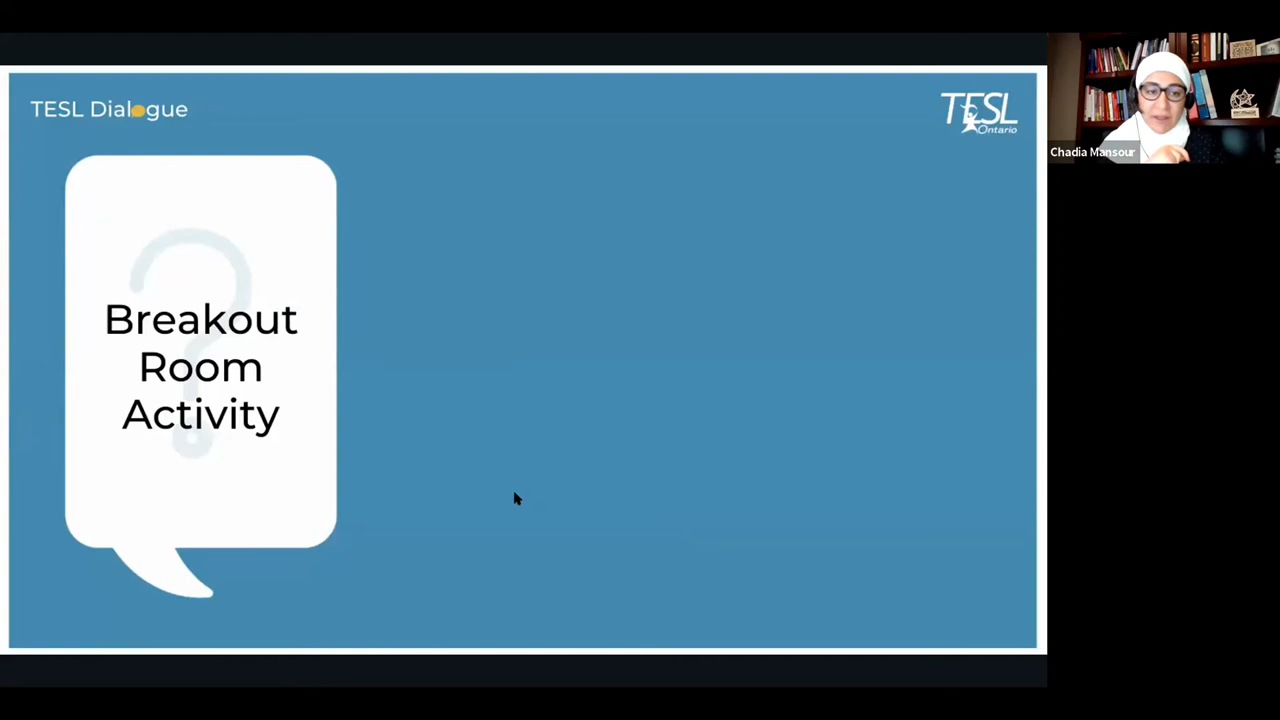 TESL Dialogue
TESL
Ontario
Chadia Mansour
Breakout
Room
Activity